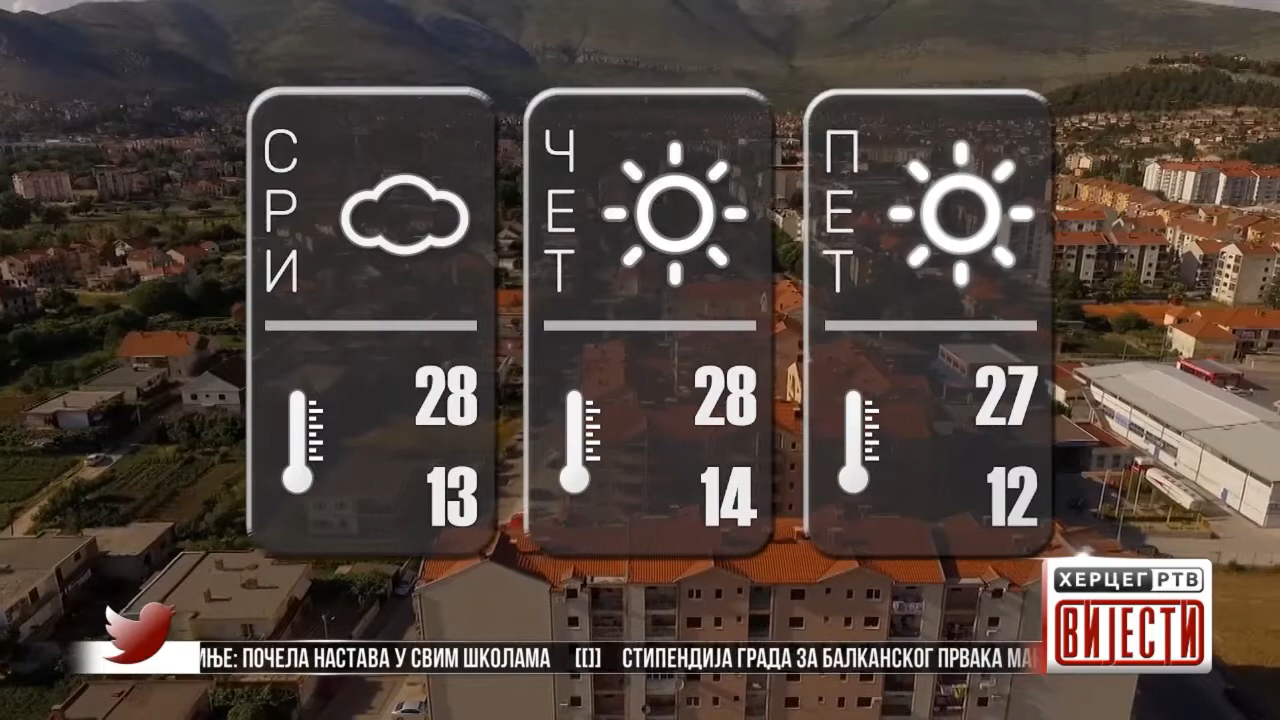 СРИ
28
13
ЧЕТ
28
14
ПЕТ
27
12
ХЕРЦЕГ РТВ
ВИЈЕСТИ
ПОЧЕЛА НАСТАВА У СВИМ ШКОЛАМА [[]] СТИПЕНДИЈА ГРАДА ЗА БАЛКАНСКОГ ПРВАКА